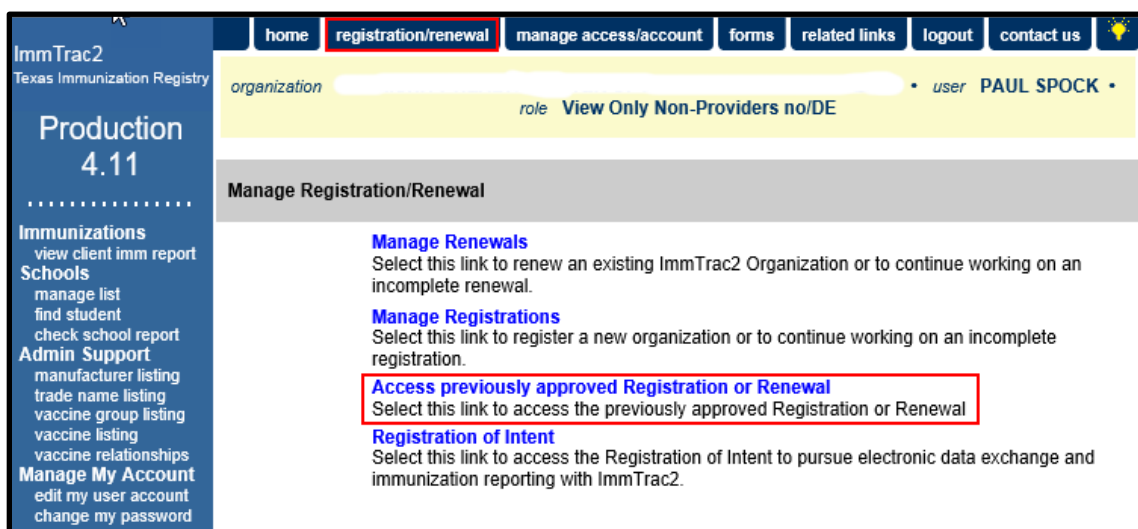 home registration/renewal manage access/account forms related links logout contact us
ImmTrac2
Texas Immunization Registry
organization • user PAUL SPOCK •
role View Only Non-Providers no/DE
Production
4.11
Manage Registration/Renewal
Immunizations
view client imm report
Schools
manage list
find student
check school report
Admin Support
manufacturer listing
trade name listing
vaccine group listing
vaccine listing
vaccine relationships
Manage My Account
edit my user account
change my password
Manage Renewals
Select this link to renew an existing ImmTrac2 Organization or to continue working on an
incomplete renewal.
Manage Registrations
Select this link to register a new organization or to continue working on an incomplete
registration.
Access previously approved Registration or Renewal
Select this link to access the previously approved Registration or Renewal
Registration of Intent
Select this link to access the Registration of Intent to pursue electronic data exchange and
immunization reporting with ImmTrac2.